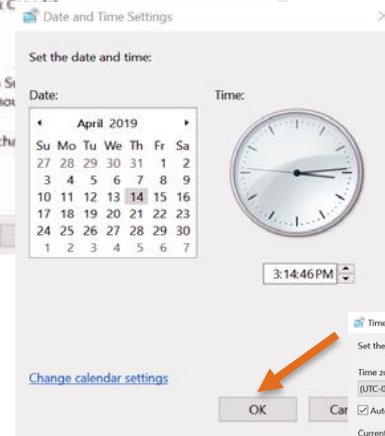 Date and Time Settings
Set the date and time:
Date:
Time:
April 2019
Su Mo Tu We Th Fr Sa
27 28 29 30 31 1 2
3 4 5 6 7 8 9
10 11 12 13 14 15 16
17 18 19 20 21 22 23
24 25 26 27 28 29 30
1 2 3 4 5 6 7
3:14:46 PM
Change calendar settings
OK
Set the